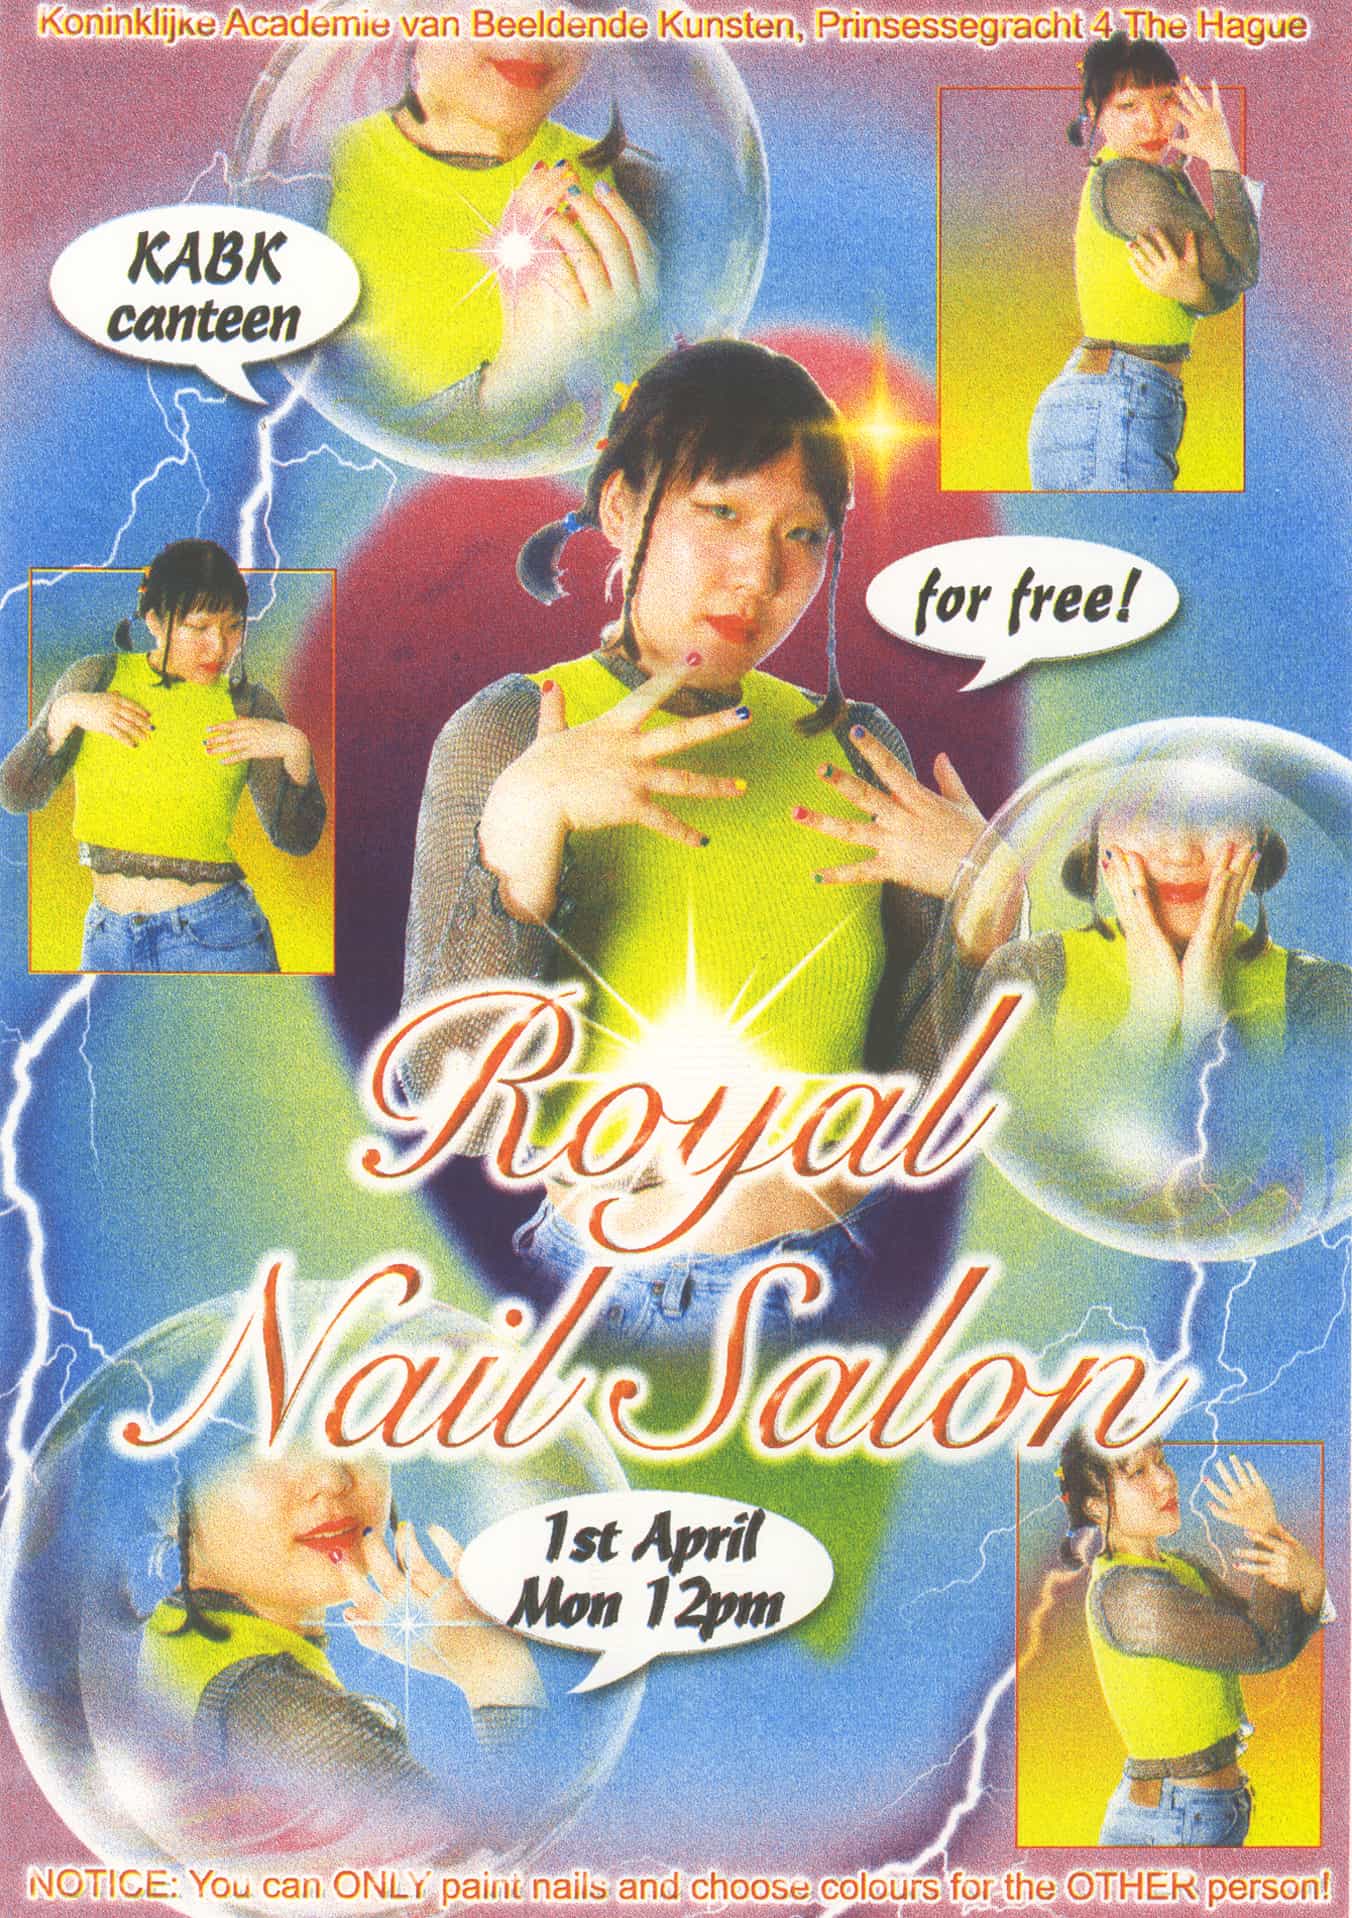 Koninklijke Academie van Beeldende Kunsten, Prinsessegracht 4 The Hague
KABK
canteen
for free!
Royal
Nail Salon
1st April
Mon 12pm
NOTICE: You can ONLY paint nails and choose colours for the OTHER person!